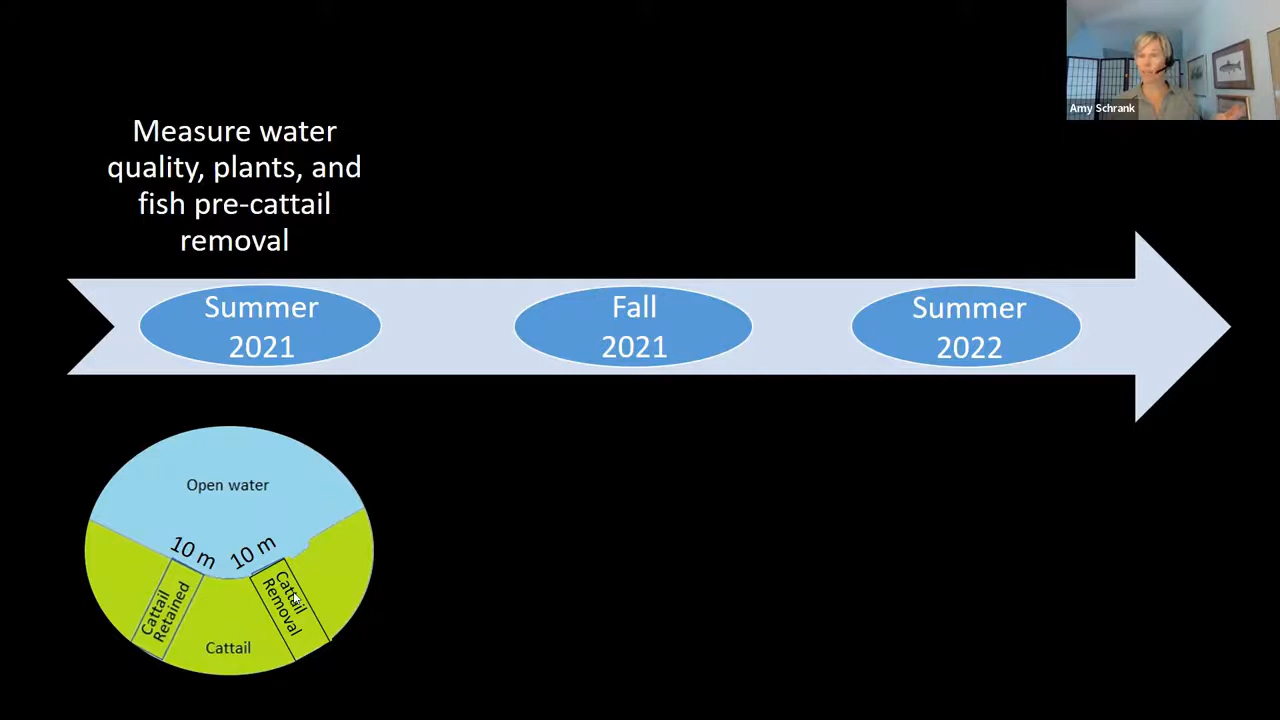 Amy Schrank
Measure water
quality, plants, and
fish pre-cattail
removal
Summer
2021
Fall
2021
Summer
2022
Open water
10 m
10 m
Cattail
Retained
Cattail
Removal
Cattail